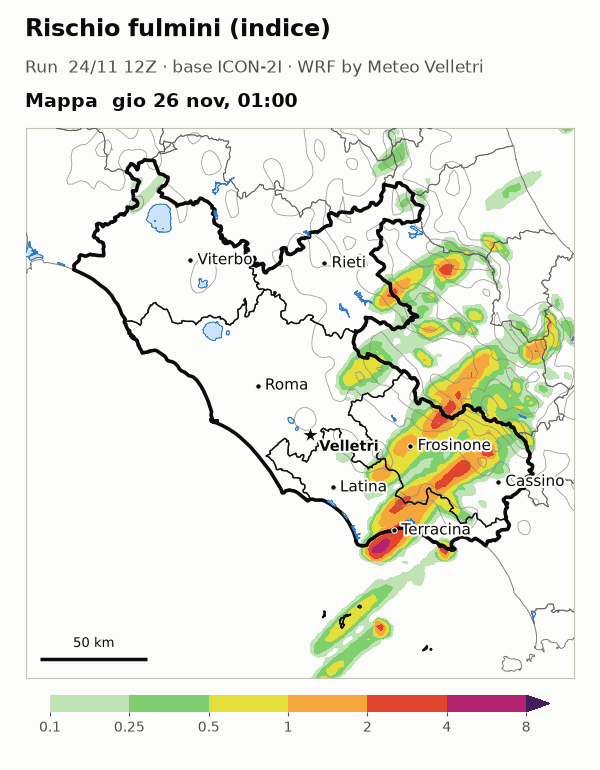 Rischio fulmini (indice)
Run  24/11 12Z · base ICON-2I · WRF by Meteo Velletri
Mappa  gio 26 nov, 01:00
Viterbo
Rieti
Roma
Velletri
Frosinone
Latina
Cassino
Terracina
50 km
0.1 0.25 0.5 1 2 4 8